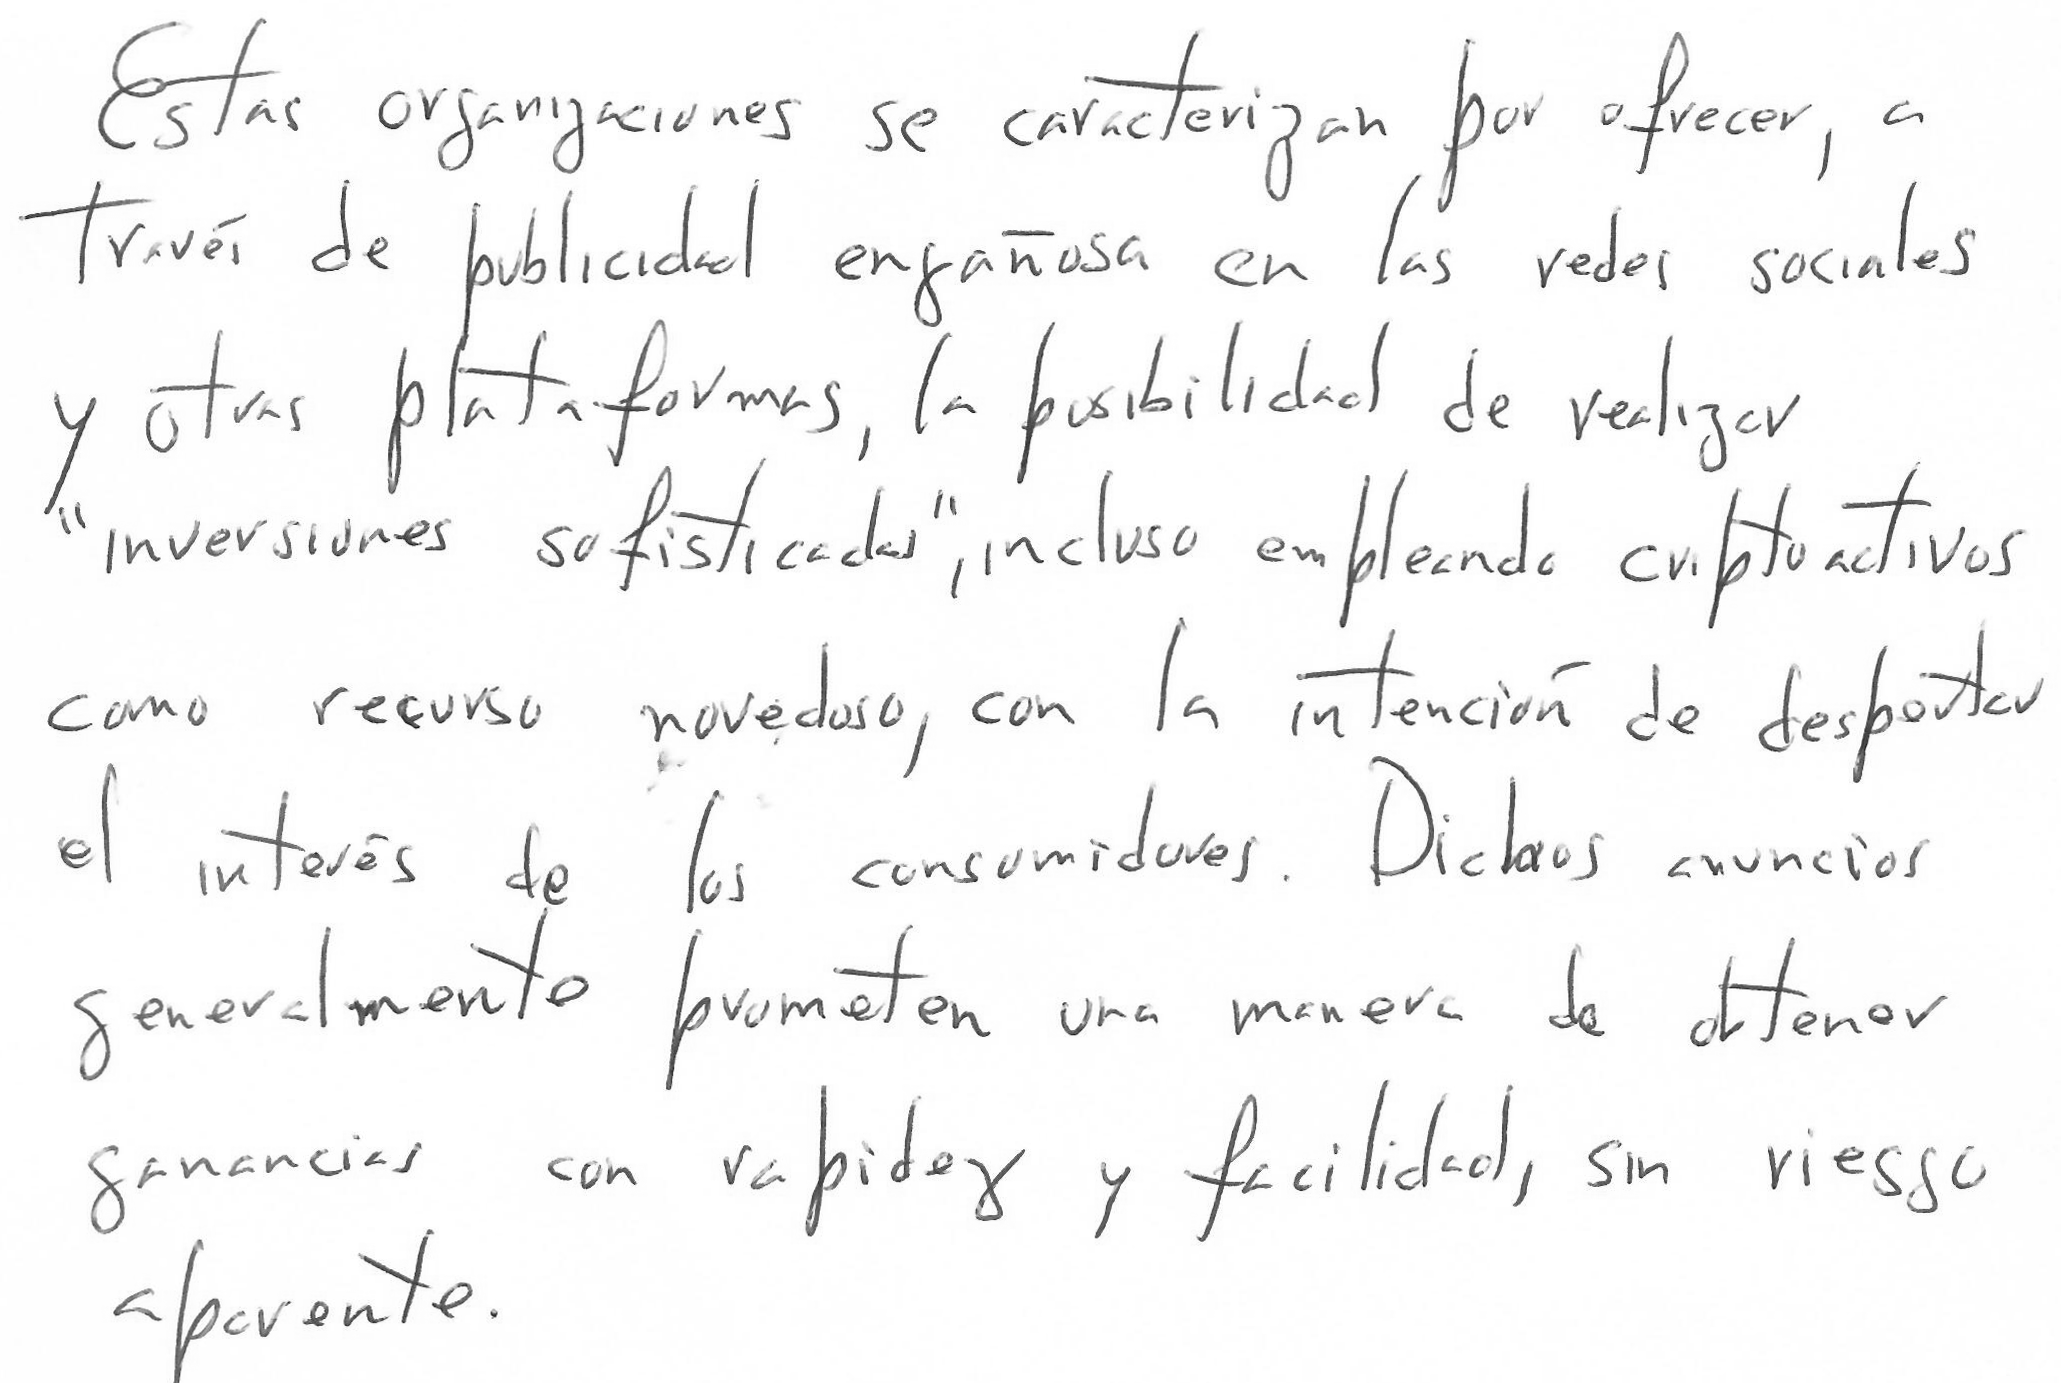 Estas organizaciones se caracterizan por ofrecer, a
través de publicidad engañosa en las redes sociales
y otras plataformas, la posibilidad de realizar
"inversiones sofisticadas", incluso empleando criptoactivos
como recurso novedoso, con la intención de despertar
el interés de los consumidores. Dichos anuncios
generalmente prometen una manera de obtener
ganancias con rapidez y facilidad, sin riesgo
aparente.